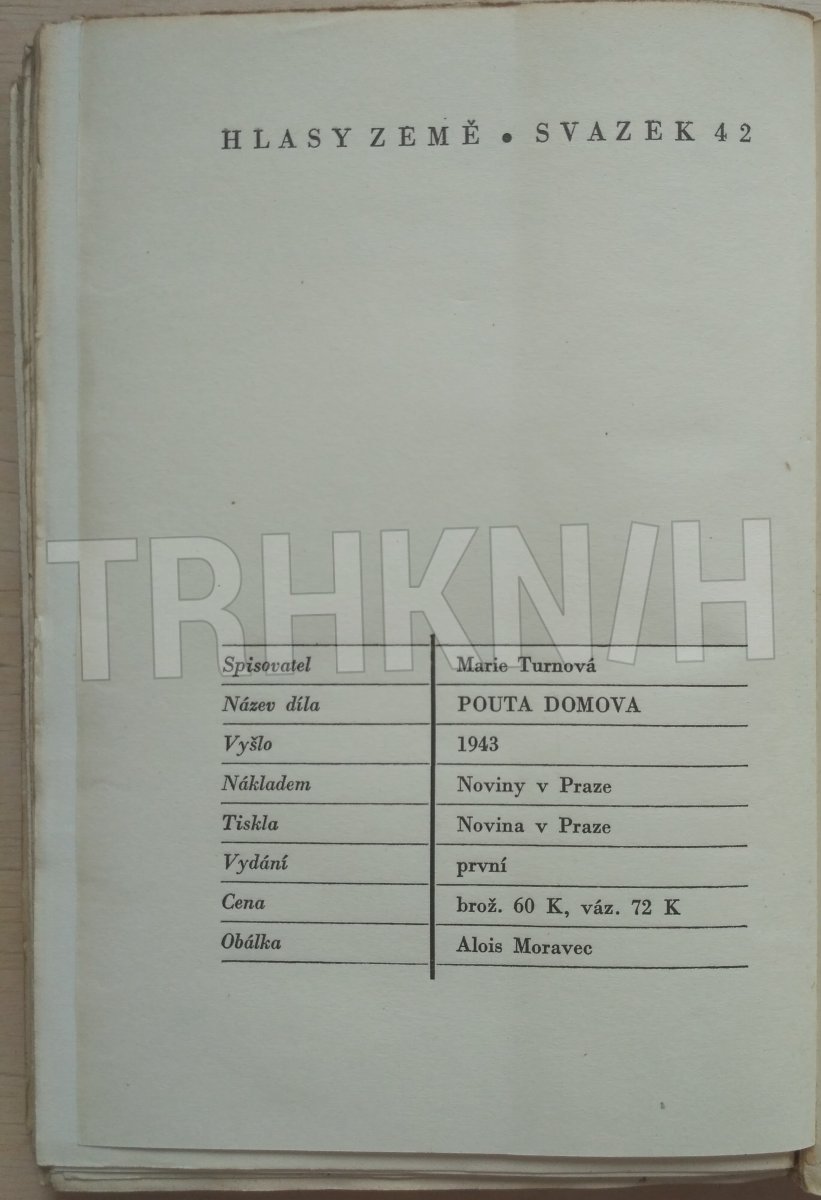 HLASY ZEMĚ • SVAZEK 42
TRHKNIH
Spisovatel Marie Turnová
Název díla POUTA DOMOVA
Vyšlo 1943
Nákladem Noviny v Praze
Tiskla Novina v Praze
Vydání první
Cena brož. 60 K, váz. 72 K
Obálka Alois Moravec